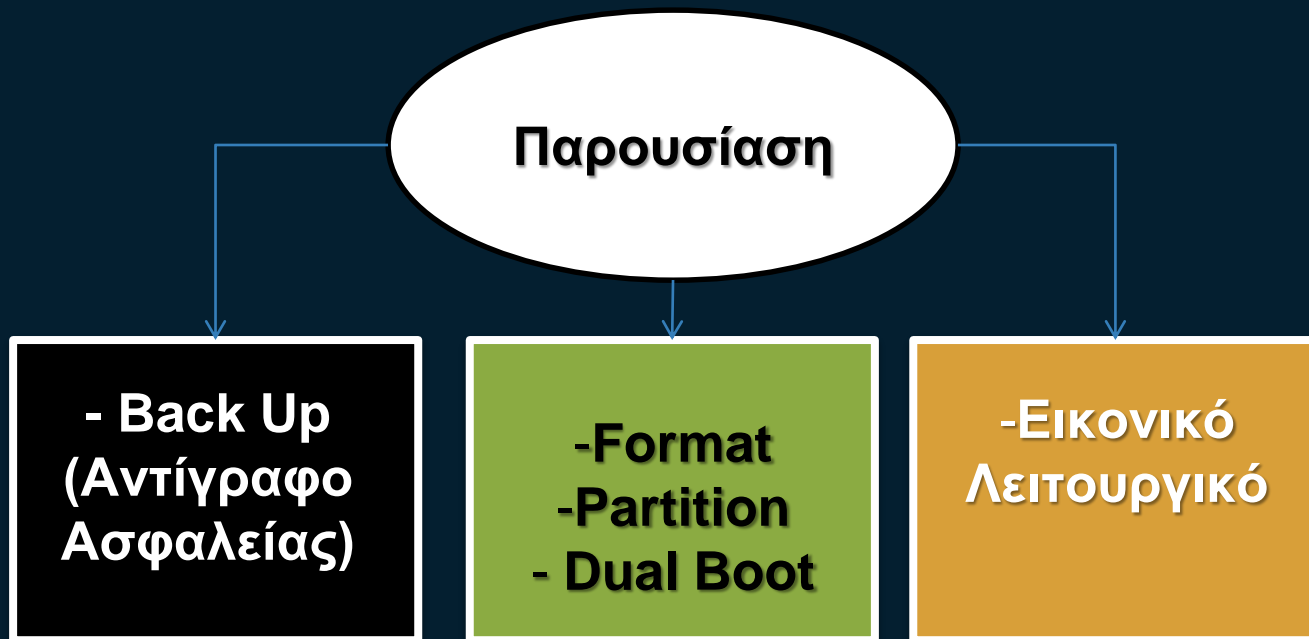 Παρουσίαση
- Back Up
(Αντίγραφο
Ασφαλείας)
-Format
-Partition
- Dual Boot
-Εικονικό
Λειτουργικό